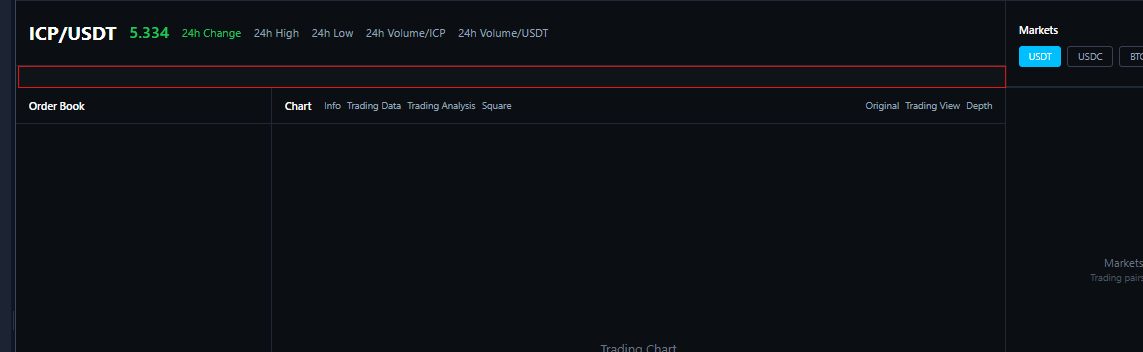 ICP/USDT 5.334 24h Change 24h High 24h Low 24h Volume/ICP 24h Volume/USDT
Markets
USDT USDC
Order Book
Chart Info Trading Data Trading Analysis Square Original Trading View Depth
Markets
Trading pairs
Trading Chart